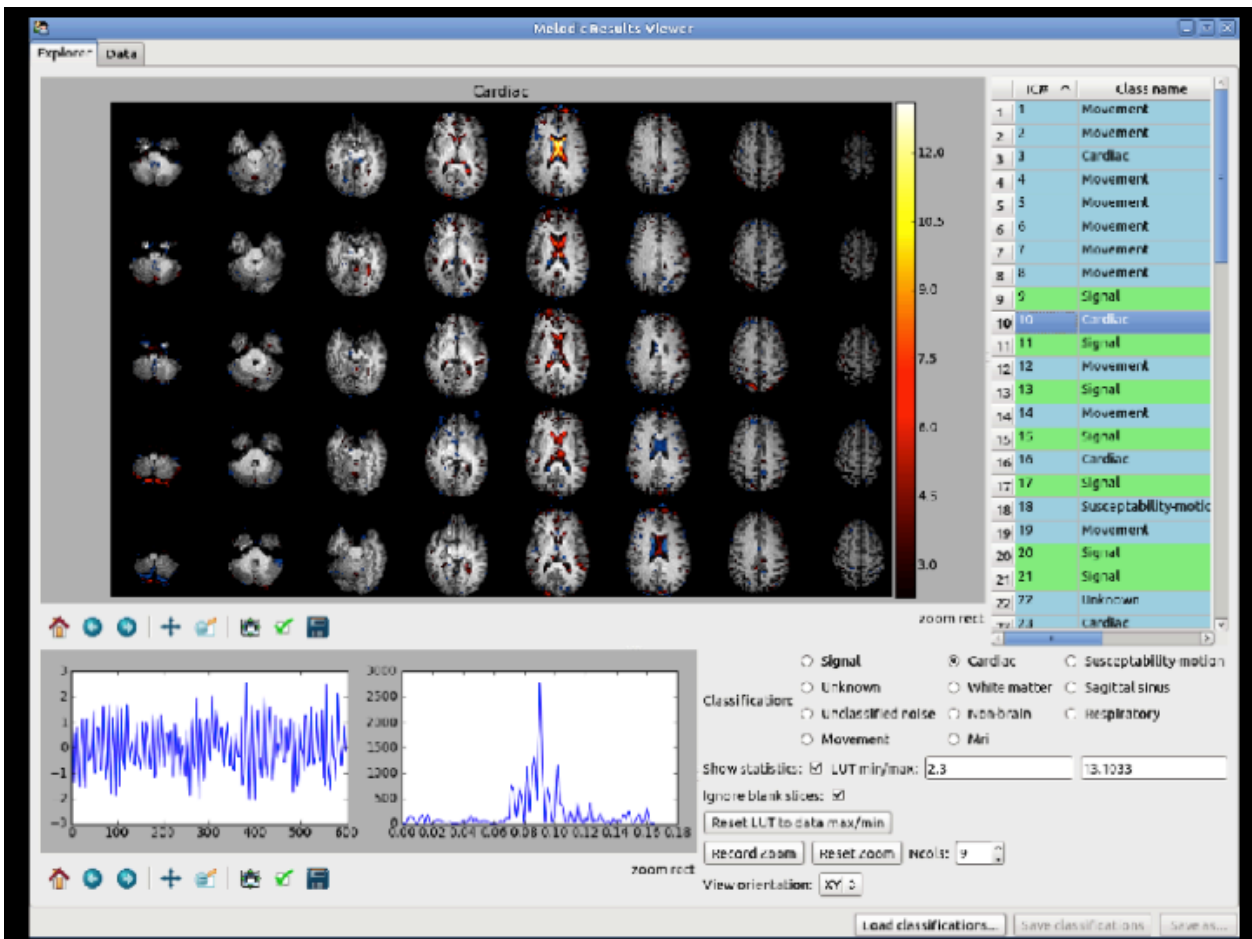 Melodic Results Viewer
Explorer Data
Cardiac
12.0
10.5
9.0
7.5
6.0
4.5
3.0
IC# Class name
1 1 Movement
2 2 Movement
3 3 Cardiac
4 4 Movement
5 5 Movement
6 6 Movement
7 7 Movement
8 8 Movement
9 9 Signal
10 10 Cardiac
11 11 Signal
12 12 Movement
13 13 Signal
14 14 Movement
15 15 Signal
16 16 Cardiac
17 17 Signal
18 18 Susceptability-motic
19 19 Movement
20 20 Signal
21 21 Signal
22 22 Unknown
23 Cardiac
zoom rect
3
2
1
0
−1
−2
−3
0 100 200 300 400 500 600
3000
2500
2000
1500
1000
500
0.00 0.02 0.04 0.06 0.08 0.10 0.12 0.14 0.16 0.18
zoom rect
Classification:
Signal Cardiac Susceptability-motion
Unknown White matter Sagittal sinus
Unclassified noise Non-brain Respiratory
Movement Mri
Show statistics: LUT min/max: 2.3 13.1033
Ignore blank slices:
Reset LUT to data max/min
Record zoom Reset zoom Ncols: 9
View orientation: XY
Load classifications... Save classifications Save as...